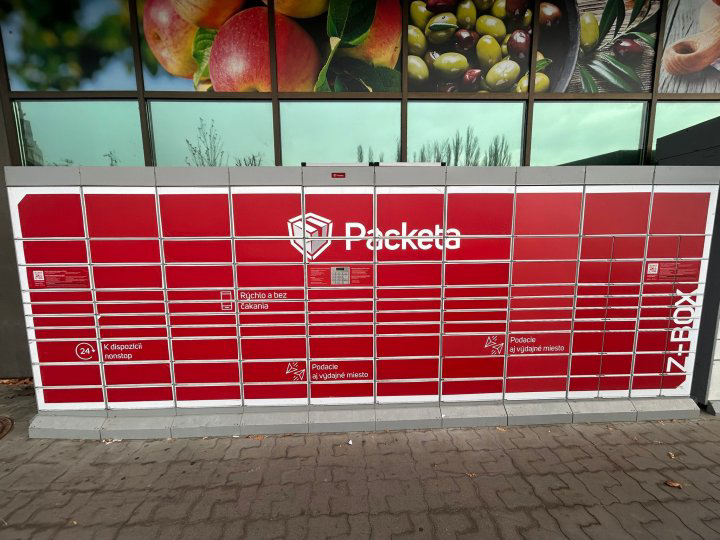 Packeta
Rýchlo a bez
čakania
24
K dispozícii
nonstop
Podacie
aj výdajné miesto
Podacie
aj výdajné miesto
Z-BOX